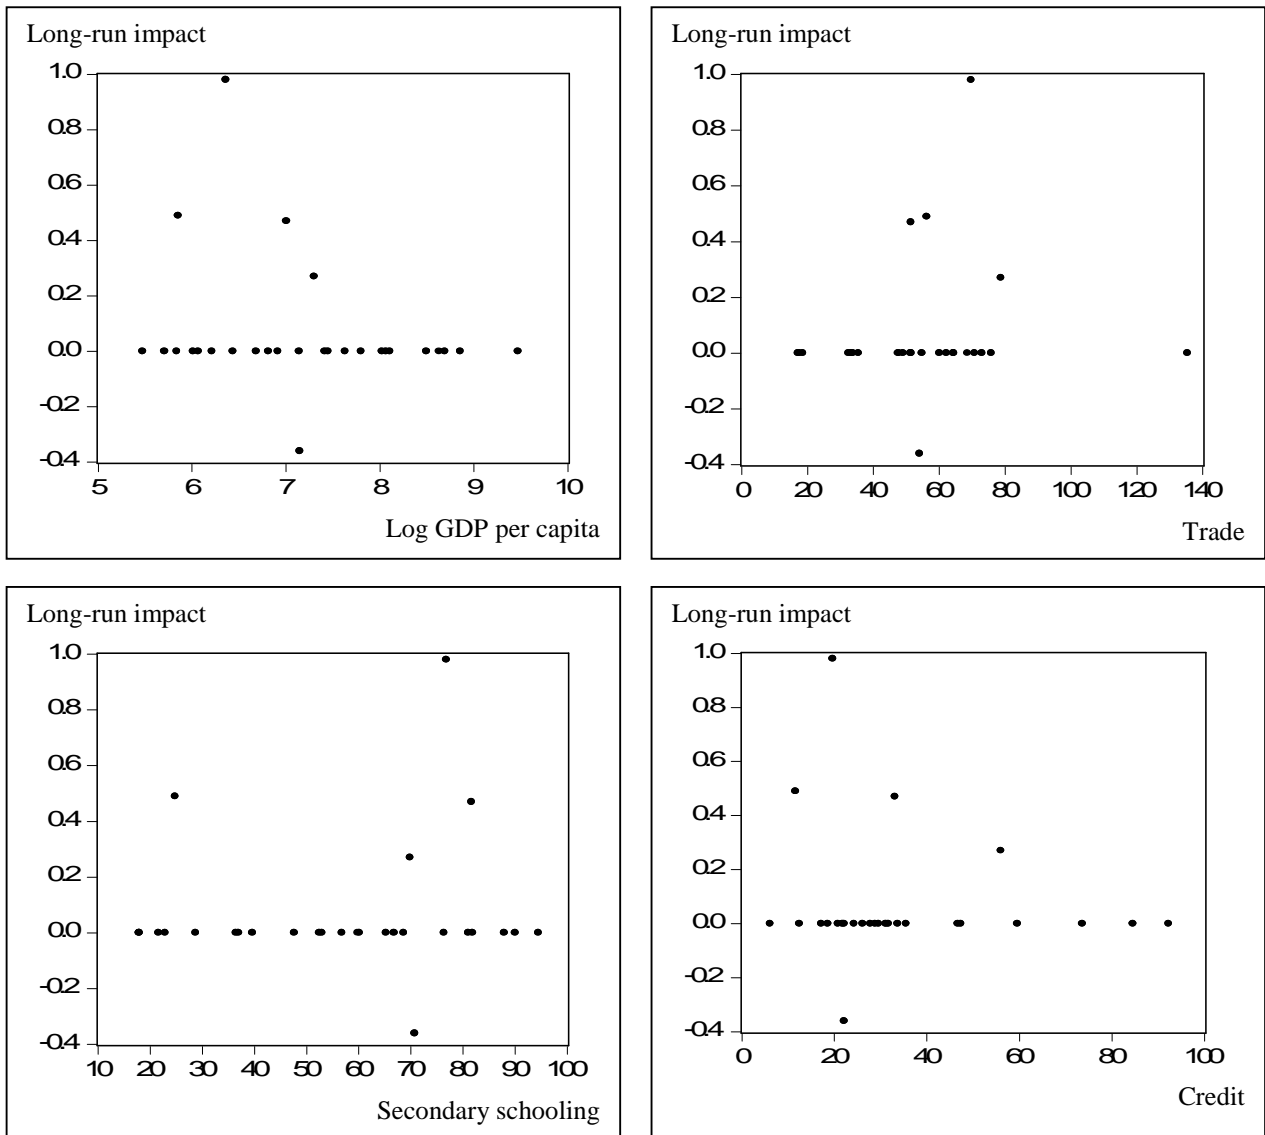 Long-run impact
1.0
0.8
0.6
0.4
0.2
0.0
-0.2
-0.4
5 6 7 8 9 10
Log GDP per capita
Long-run impact
1.0
0.8
0.6
0.4
0.2
0.0
-0.2
-0.4
0 20 40 60 80 100 120 140
Trade
Long-run impact
1.0
0.8
0.6
0.4
0.2
0.0
-0.2
-0.4
10 20 30 40 50 60 70 80 90 100
Secondary schooling
Long-run impact
1.0
0.8
0.6
0.4
0.2
0.0
-0.2
-0.4
0 20 40 60 80 100
Credit